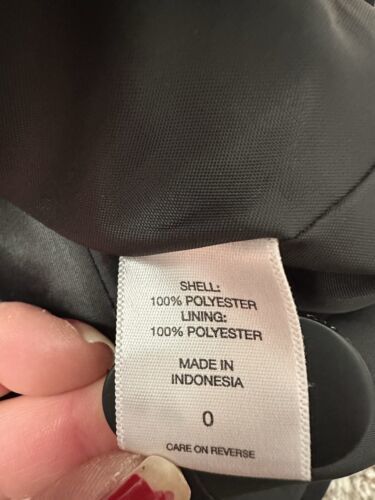 SHELL:
100% POLYESTER
LINING:
100% POLYESTER
MADE IN
INDONESIA
0
CARE ON REVERSE